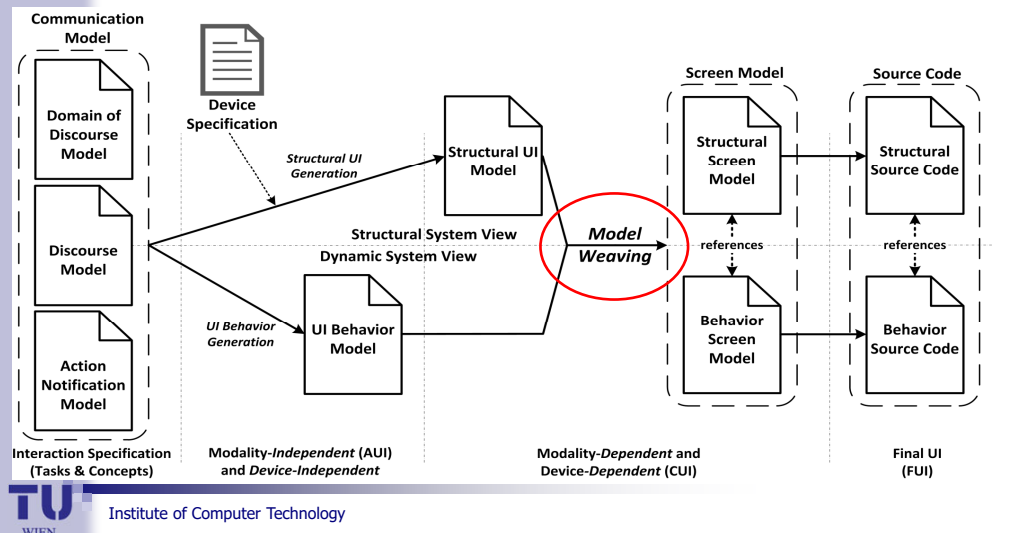 Communication
Model
Domain of
Discourse
Model
Discourse
Model
Action
Notification
Model
Interaction Specification
(Tasks & Concepts)
Device
Specification
Structural UI
Generation
UI Behavior
Generation
Structural System View
Dynamic System View
UI Behavior
Model
Modality-Independent (AUI)
and Device-Independent
Structural UI
Model
Model
Weaving
Modality-Dependent and
Device-Dependent (CUI)
Screen Model
Structural
Screen
Model
references
Behavior
Screen
Model
Source Code
Structural
Source Code
references
Behavior
Source Code
Final UI
(FUI)
TU
WIEN
Institute of Computer Technology